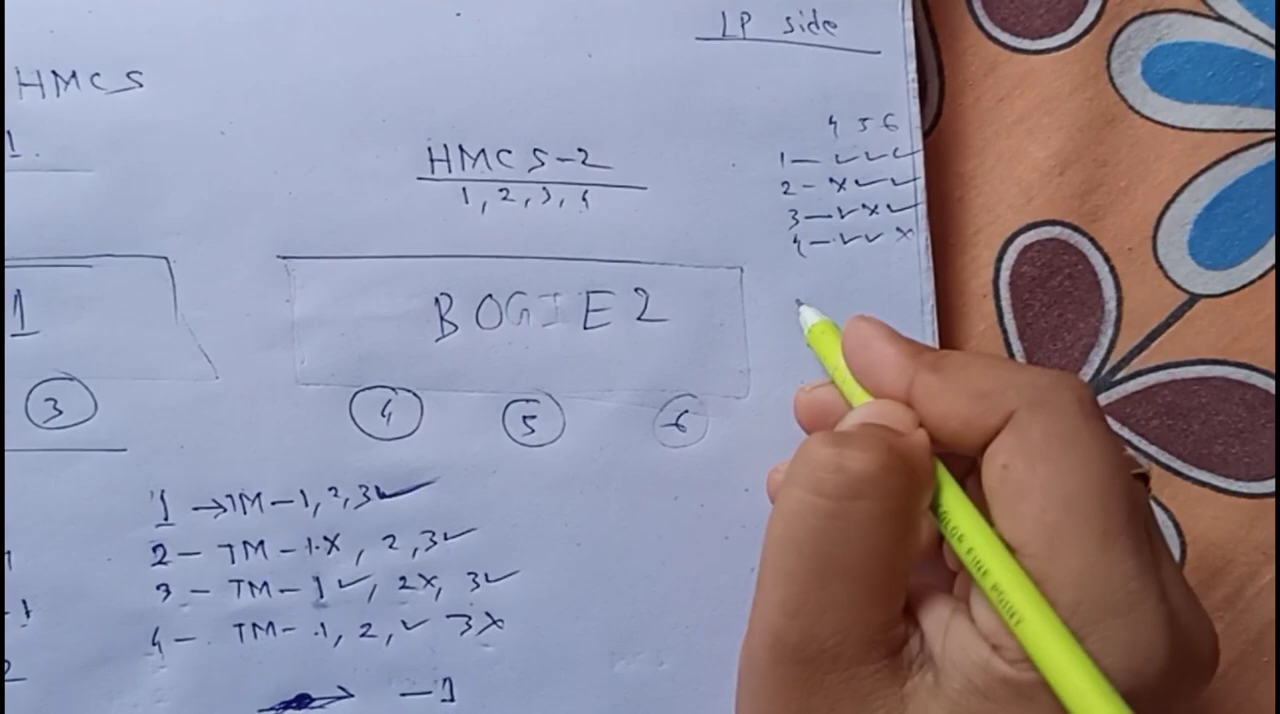 LP side
HMCS
1.
HMCS-2
1, 2, 3, 4
4 5 6
1- ✓ ✓ ✓
2- x ✓ ✓
3- ✓ x ✓
4- ✓ ✓ x
1
BOGIE 2
3
4 5 6
1 → TM-1, 2, 3 ✓
2 - TM-1.x, 2, 3 ✓
3 - TM-1 ✓, 2x, 3 ✓
4 -. TM-.1, 2, ✓ 3x
→ -1